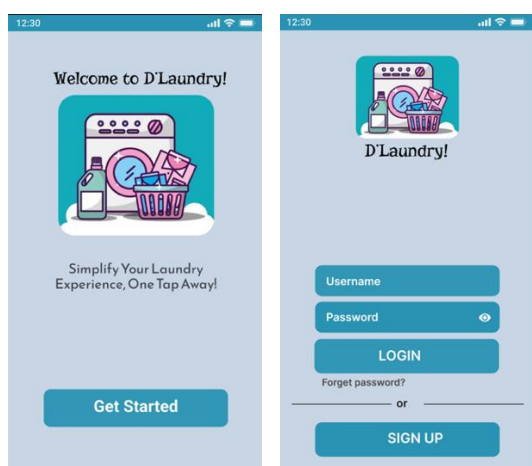 12:30
Welcome to D'Laundry!
Simplify Your Laundry
Experience, One Tap Away!
Get Started
12:30
D'Laundry!
Username
Password
LOGIN
Forget password?
or
SIGN UP